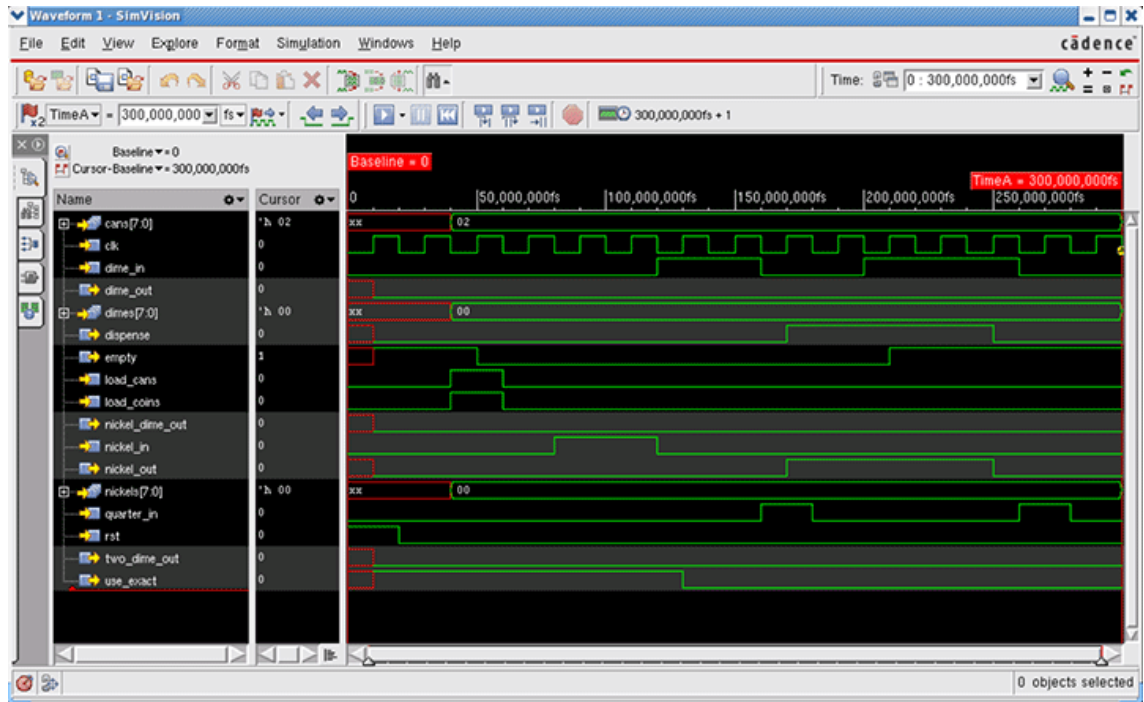 Waveform 1 - SimVision
File Edit View Explore Format Simulation Windows Help
cādence
Time: 0 : 300,000,000fs
x2 TimeA = 300,000,000 fs 300,000,000fs + 1
Baseline = 0
Cursor-Baseline = 300,000,000fs
Baseline = 0
TimeA = 300,000,000fs
Name Cursor 0 50,000,000fs 100,000,000fs 150,000,000fs 200,000,000fs 250,000,000fs
cans[7:0] 'h 02 xx 02
clk 0
dime_in 0
dime_out 0
dimes[7:0] 'h 00 xx 00
dispense 0
empty 1
load_cans 0
load_coins 0
nickel_dime_out 0
nickel_in 0
nickel_out 0
nickels[7:0] 'h 00 xx 00
quarter_in 0
rst 0
two_dime_out 0
use_exact 0
0 objects selected